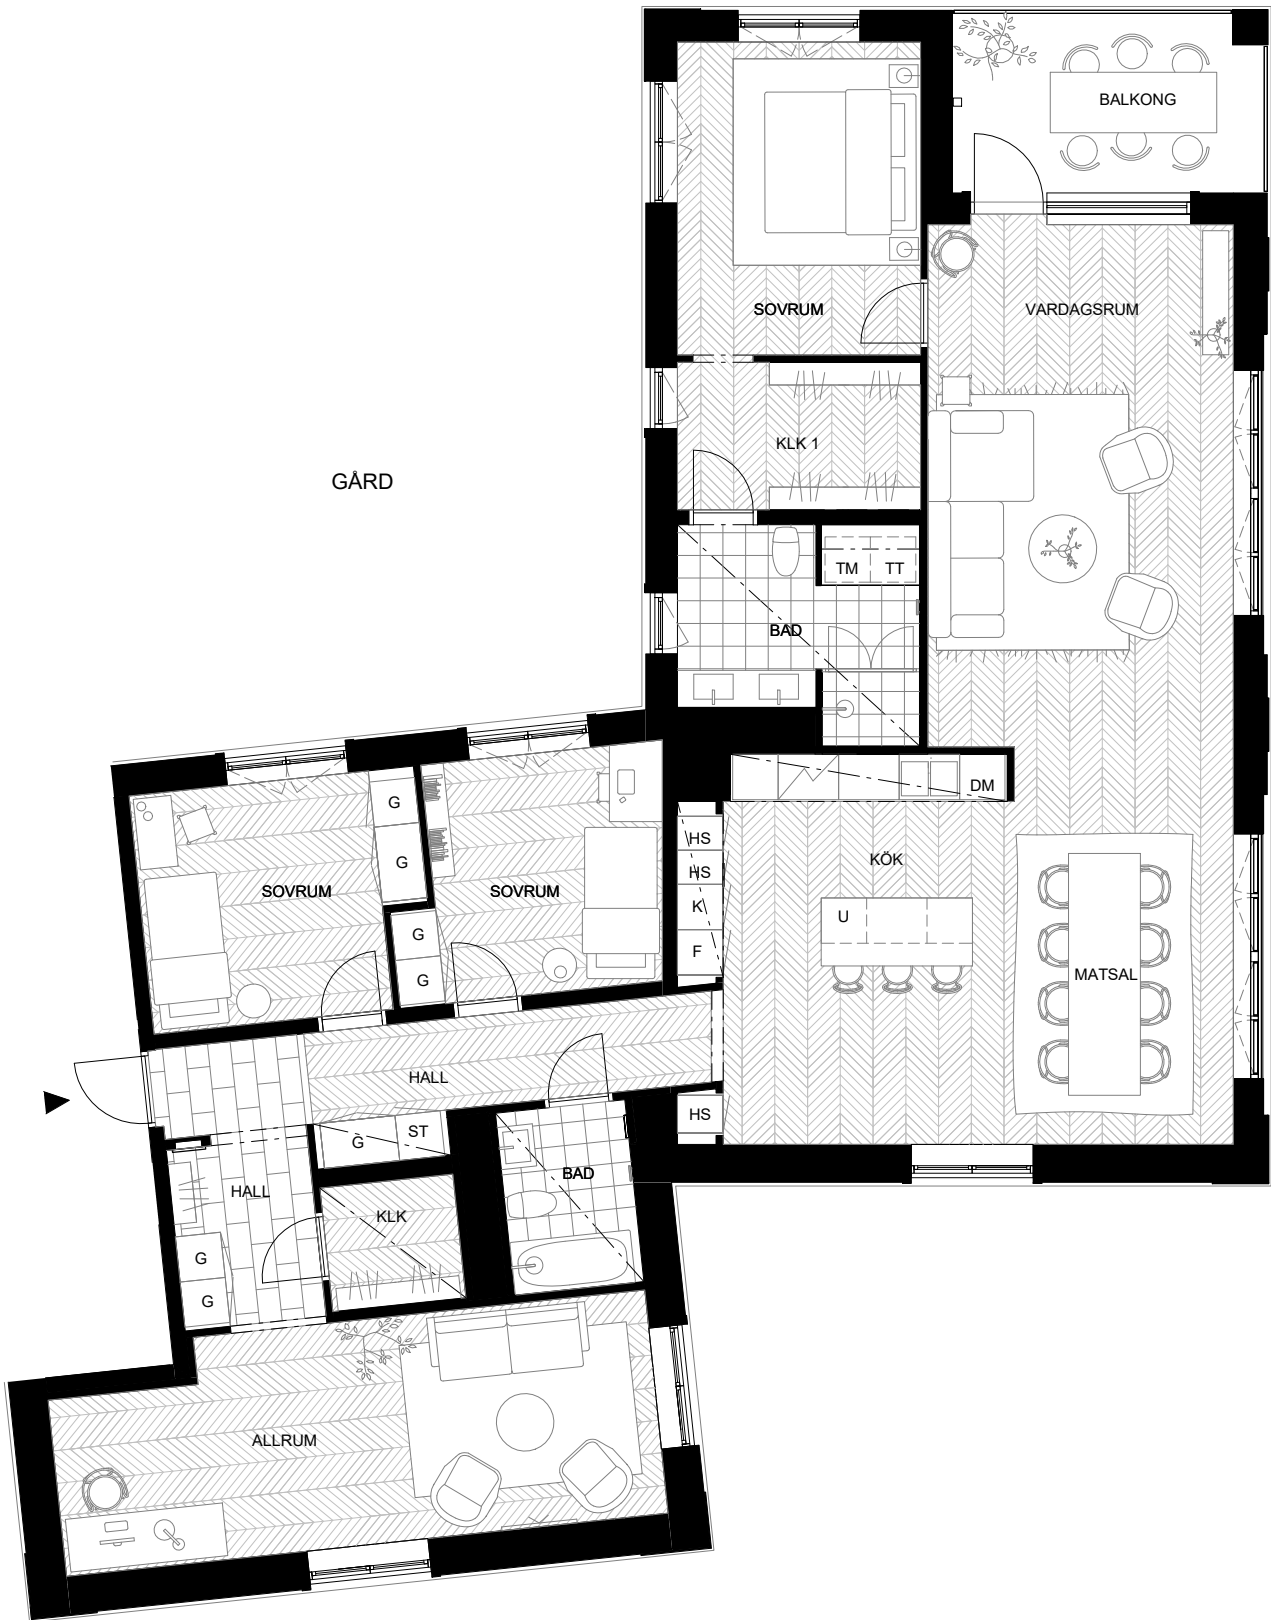 BALKONG
SOVRUM
VARDAGSRUM
KLK 1
GÅRD
TM
TT
BAD
DM
G
G
HS
HS
KÖK
SOVRUM
SOVRUM
K
U
G
F
G
MATSAL
HALL
HS
G
ST
BAD
HALL
KLK
G
G
ALLRUM